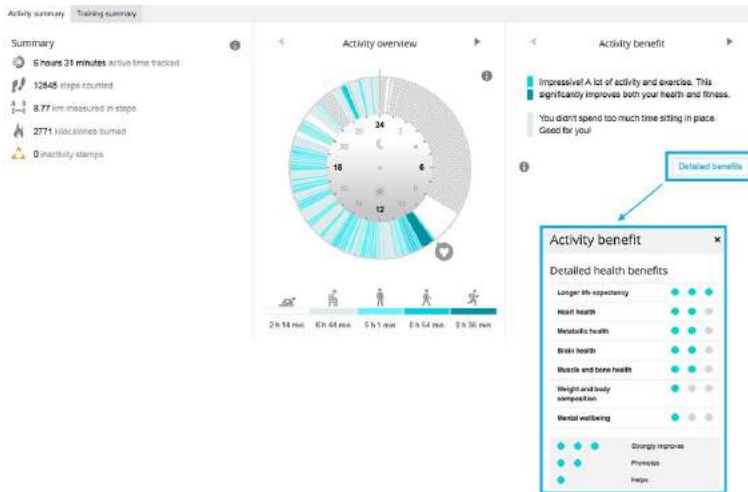 Activity summary
Training summary
Summary
6 hours 31 minutes active time tracked
12845 steps counted
8.77 km measured in steps
2771 kilocalories burned
0 inactivity stamps
Activity overview
24
18
6
12
2 h 14 min
6 h 44 min
5 h 1 min
0 h 54 min
0 h 36 min
Activity benefit
Impressive! A lot of activity and exercise. This
significantly improves both your health and fitness.
You didn't spend too much time sitting in place.
Good for you!
Detailed benefits
Activity benefit
Detailed health benefits
Longer life expectancy
Heart health
Metabolic health
Brain health
Muscle and bone health
Weight and body
composition
Mental wellbeing
Strongly improves
Promotes
Helps